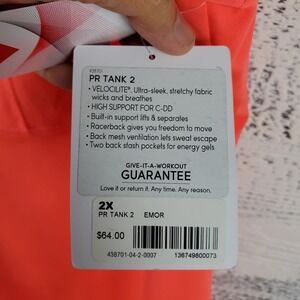 438701
PR TANK 2
• VELOCILITE®. Ultra-sleek, stretchy fabric
wicks and breathes
• HIGH SUPPORT FOR C-DD
• Built-in support lifts & separates
• Racerback gives you freedom to move
• Back mesh ventilation lets sweat escape
• Two back stash pockets for energy gels
GIVE-IT-A-WORKOUT
GUARANTEE
Love it or return it. Any time. Any reason.
2X
PR TANK 2 EMOR
$64.00
438701-04-2-0007 136749800073